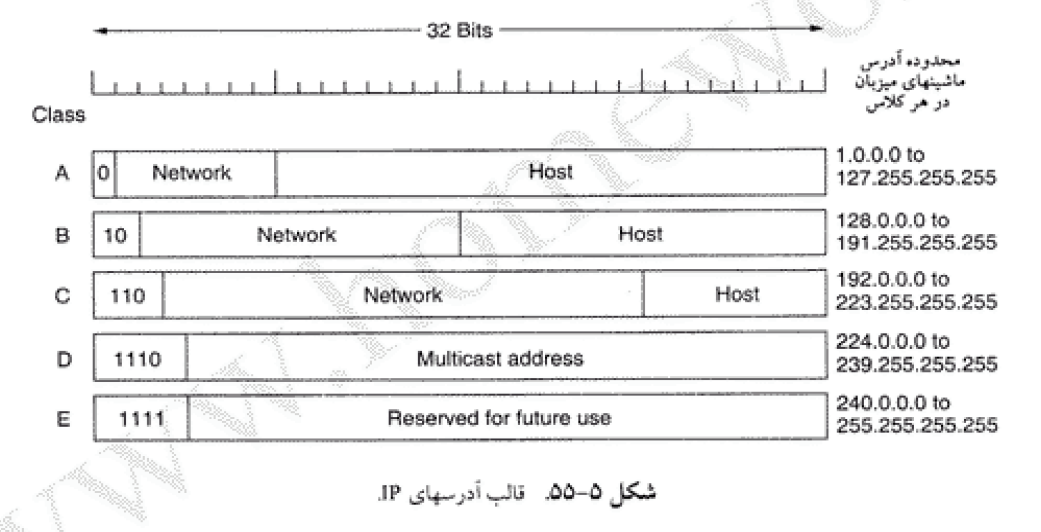 32 Bits
محدوده آدرس
ماشینهای میزبان
در هر کلاس
Class
A 0 Network Host 1.0.0.0 to
127.255.255.255
B 10 Network Host 128.0.0.0 to
191.255.255.255
C 110 Network Host 192.0.0.0 to
223.255.255.255
D 1110 Multicast address 224.0.0.0 to
239.255.255.255
E 1111 Reserved for future use 240.0.0.0 to
255.255.255.255
شکل ۵-۵۵. قالب آدرسهای IP.